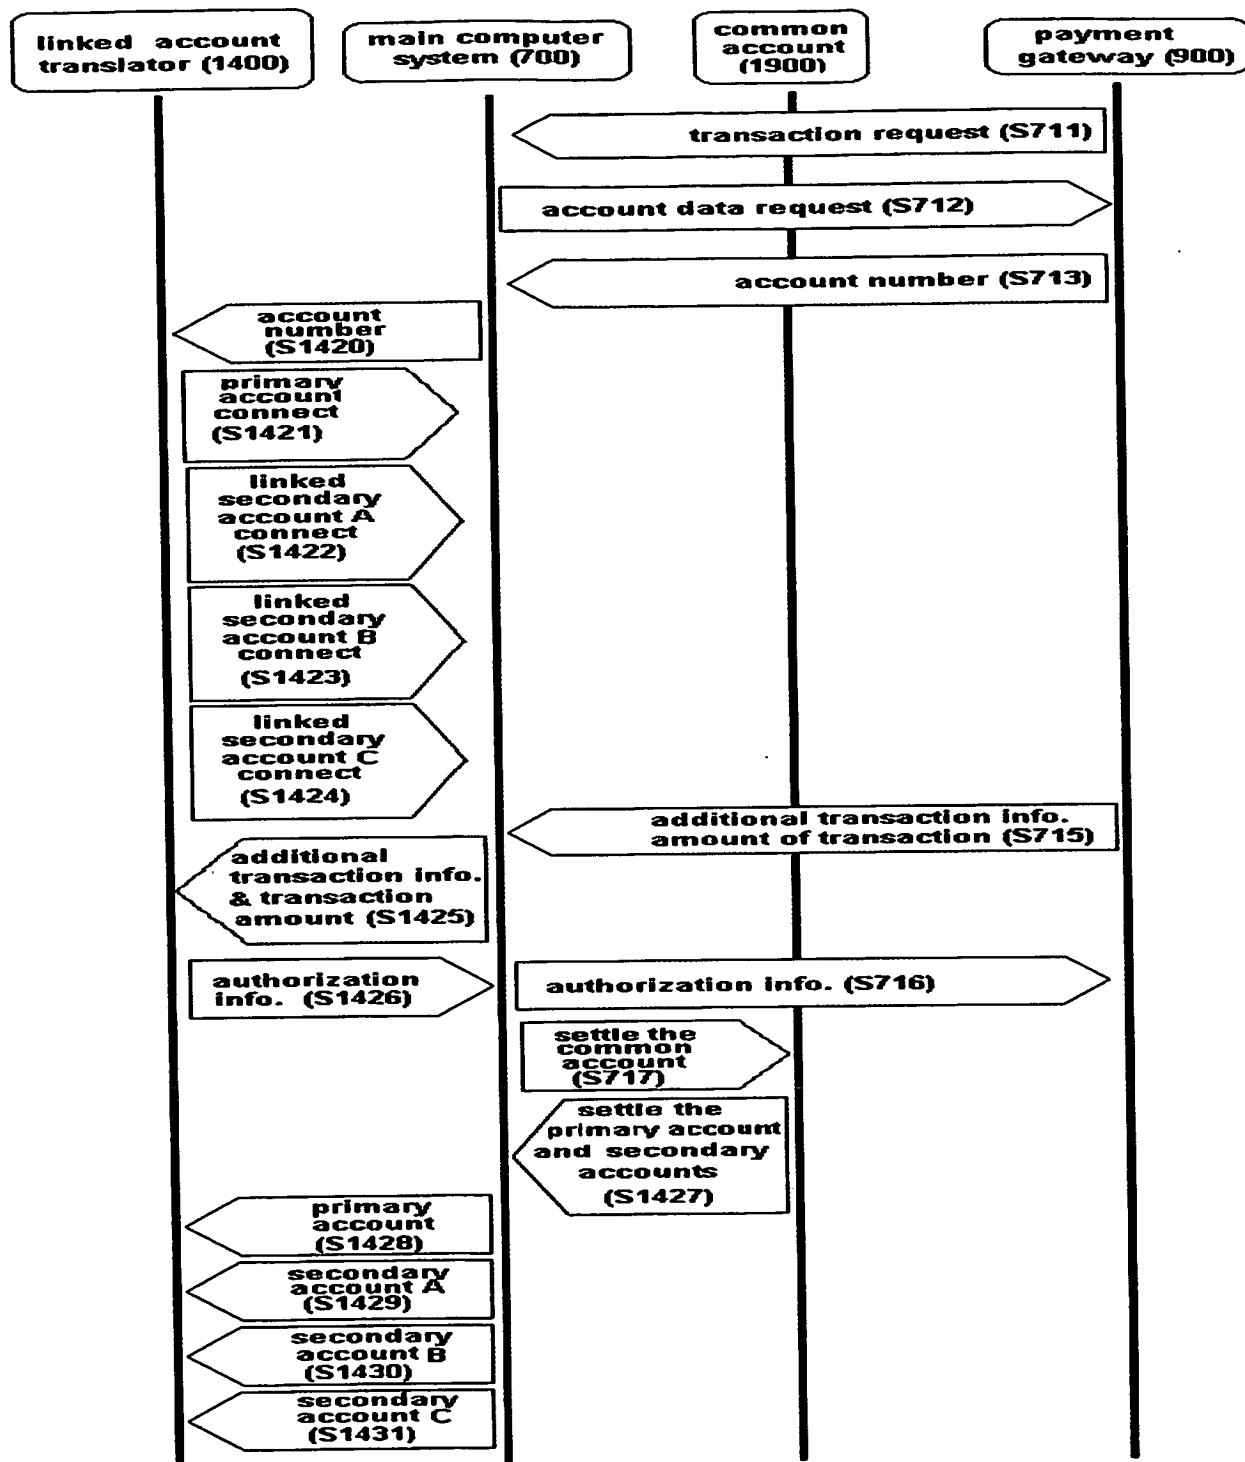 linked account
translator (1400)
main computer
system (700)
common
account
(1900)
payment
gateway (900)
transaction request (S711)
account data request (S712)
account number (S713)
account
number
(S1420)
primary
account
connect
(S1421)
linked
secondary
account A
connect
(S1422)
linked
secondary
account B
connect
(S1423)
linked
secondary
account C
connect
(S1424)
additional transaction info.
amount of transaction (S715)
additional
transaction info.
& transaction
amount (S1425)
authorization
info. (S1426)
authorization info. (S716)
settle the
common
account
(S717)
settle the
primary account
and secondary
accounts
(S1427)
primary
account
(S1428)
secondary
account A
(S1429)
secondary
account B
(S1430)
secondary
account C
(S1431)